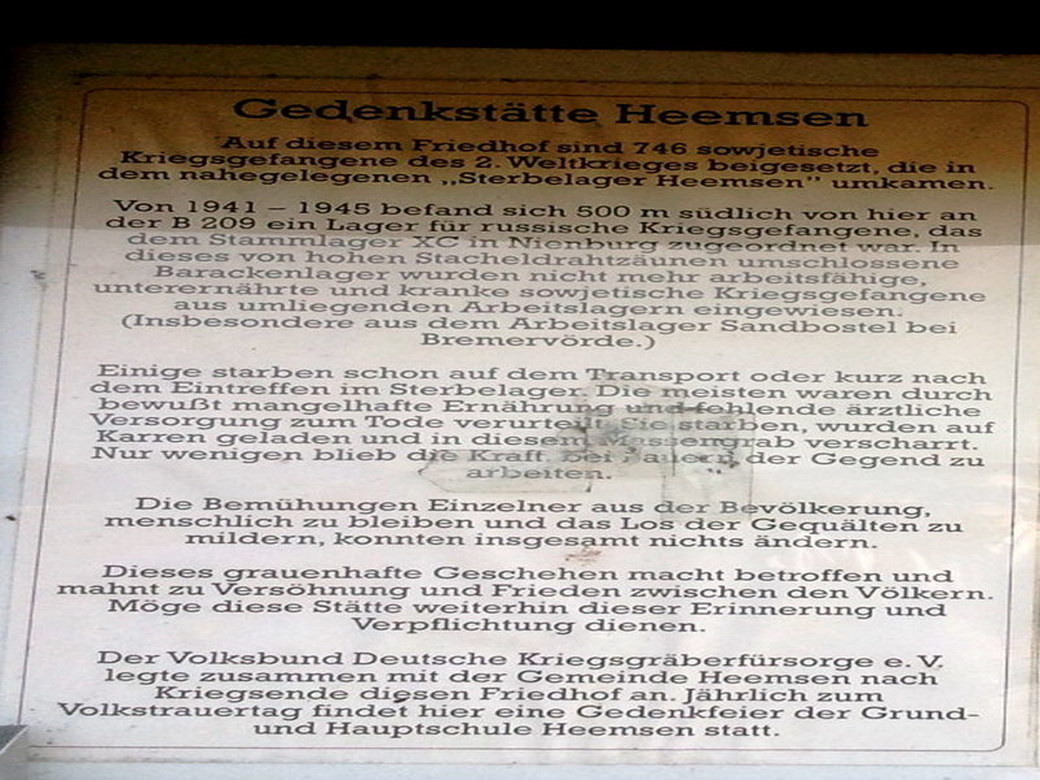 Gedenkstätte Heemsen
Auf diesem Friedhof sind 746 sowjetische
Kriegsgefangene des 2. Weltkrieges beigesetzt, die in
dem nahegelegenen „Sterbelager Heemsen" umkamen.
Von 1941 – 1945 befand sich 500 m südlich von hier an
der B 209 ein Lager für russische Kriegsgefangene, das
dem Stammlager XC in Nienburg zugeordnet war. In
dieses von hohen Stacheldrahtzäunen umschlossene
Barackenlager wurden nicht mehr arbeitsfähige,
unterernährte und kranke sowjetische Kriegsgefangene
aus umliegenden Arbeitslagern eingewiesen.
(Insbesondere aus dem Arbeitslager Sandbostel bei
Bremervörde.)
Einige starben schon auf dem Transport oder kurz nach
dem Eintreffen im Sterbelager. Die meisten waren durch
bewußt mangelhafte Ernährung und fehlende ärztliche
Versorgung zum Tode verurteilt. Sie starben, wurden auf
Karren geladen und in diesem Massengrab verscharrt.
Nur wenigen blieb die Kraft, bei Bauern der Gegend zu
arbeiten.
Die Bemühungen Einzelner aus der Bevölkerung,
menschlich zu bleiben und das Los der Gequälten zu
mildern, konnten insgesamt nichts ändern.
Dieses grauenhafte Geschehen macht betroffen und
mahnt zu Versöhnung und Frieden zwischen den Völkern.
Möge diese Stätte weiterhin dieser Erinnerung und
Verpflichtung dienen.
Der Volksbund Deutsche Kriegsgräberfürsorge e. V.
legte zusammen mit der Gemeinde Heemsen nach
Kriegsende diesen Friedhof an. Jährlich zum
Volkstrauertag findet hier eine Gedenkfeier der Grund-
und Hauptschule Heemsen statt.